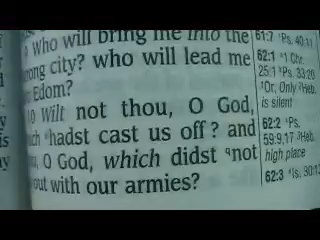 9 Who will bring me into the
strong city? who will lead me
Edom?
10 Wilt not thou, O God,
hadst cast us off? and
O God, which didst not
out with our armies?
61:7 Ps. 40:11
62:1 1 Chr.
25:1 Ps. 33:20
Or, Only Heb.
is silent
62:2 Ps.
59:9,17 Heb.
high place
62:3 Is. 30:13